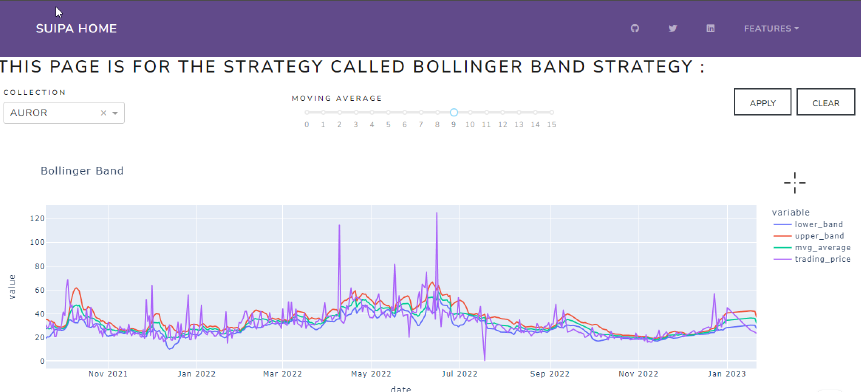 SUIPA HOME
FEATURES
THIS PAGE IS FOR THE STRATEGY CALLED BOLLINGER BAND STRATEGY :
COLLECTION
MOVING AVERAGE
AUROR
0 1 2 3 4 5 6 7 8 9 10 11 12 13 14 15
APPLY
CLEAR
Bollinger Band
variable
lower_band
upper_band
mvg_average
trading_price
120
100
80
60
40
20
0
value
Nov 2021 Jan 2022 Mar 2022 May 2022 Jul 2022 Sep 2022 Nov 2022 Jan 2023
date